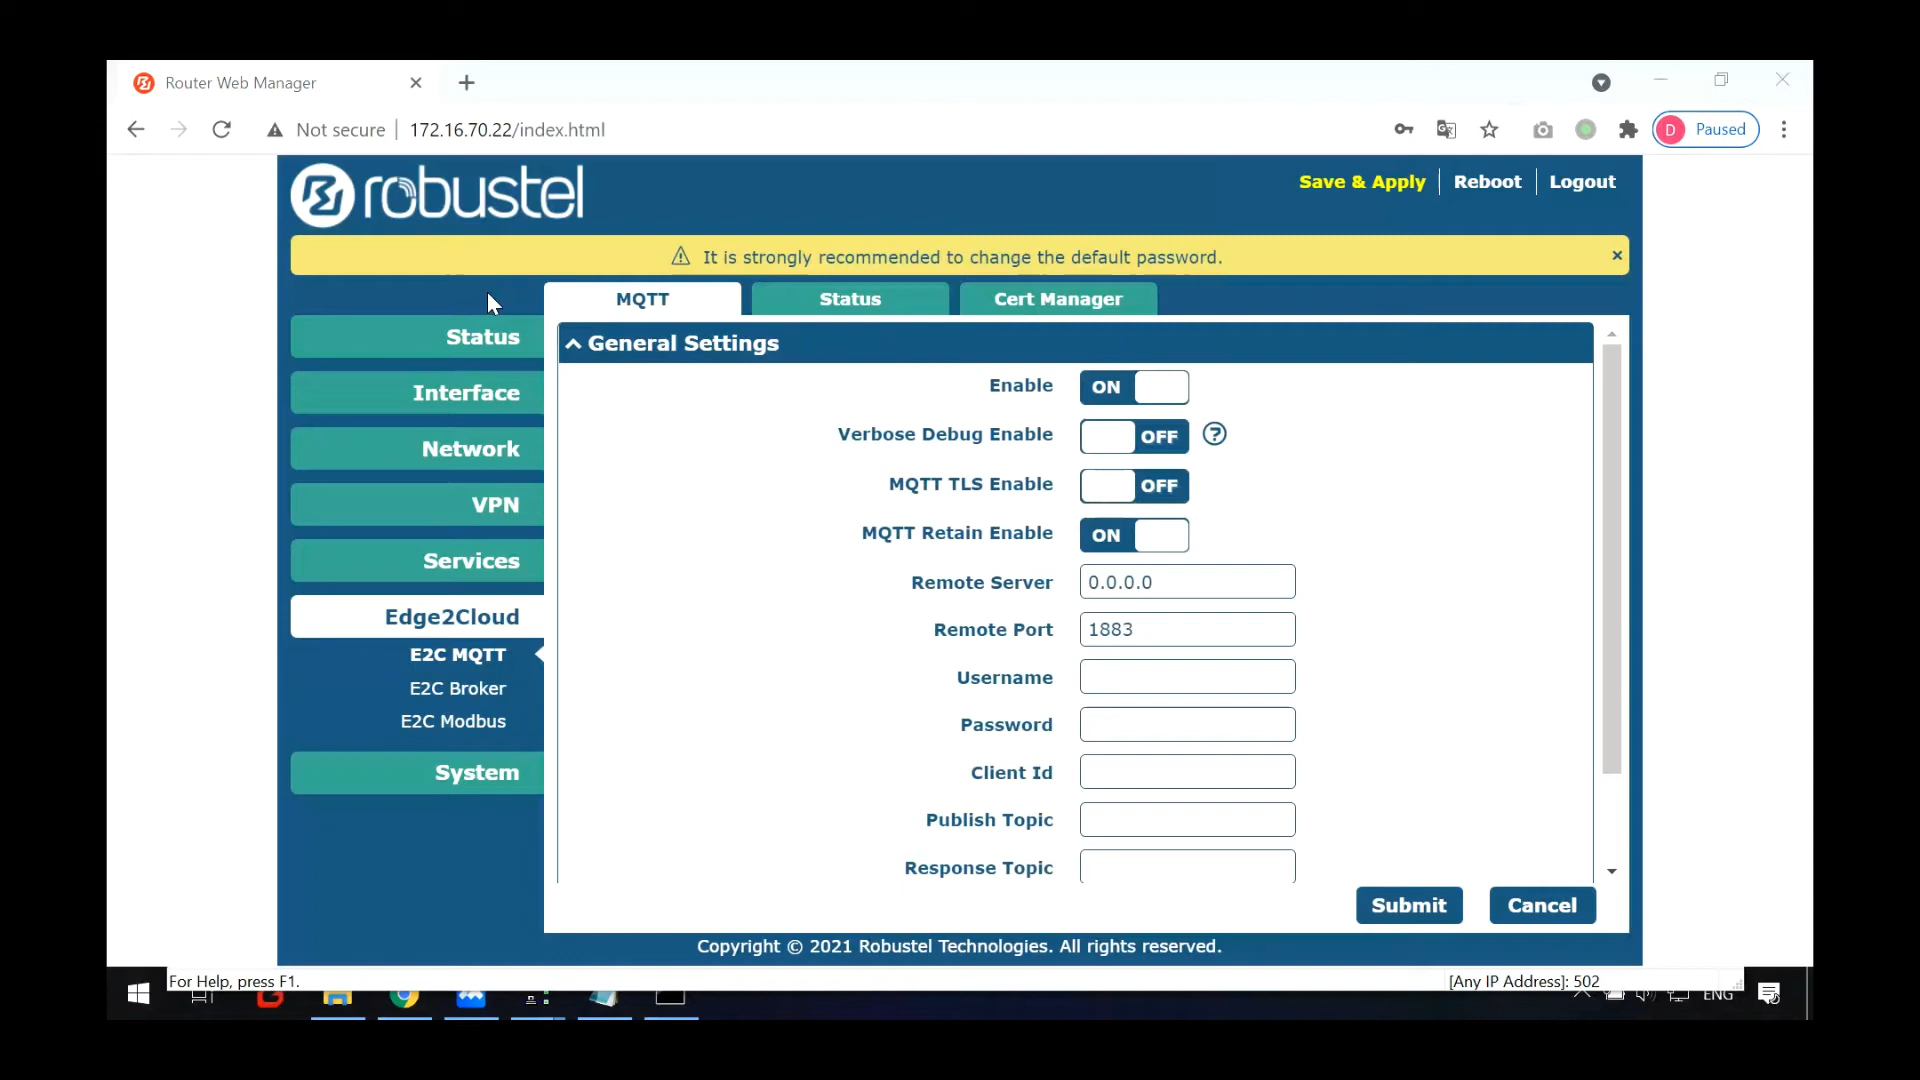 Router Web Manager
Not secure
172.16.70.22/index.html
D
Paused
robustel
Save & Apply
Reboot
Logout
It is strongly recommended to change the default password.
MQTT
Status
Cert Manager
Status
Interface
Network
VPN
Services
Edge2Cloud
E2C MQTT
E2C Broker
E2C Modbus
System
General Settings
Enable ON
Verbose Debug Enable OFF ?
MQTT TLS Enable OFF
MQTT Retain Enable ON
Remote Server 0.0.0.0
Remote Port 1883
Username
Password
Client Id
Publish Topic
Response Topic
Submit
Cancel
Copyright © 2021 Robustel Technologies. All rights reserved.
For Help, press F1.
[Any IP Address]: 502
ENG